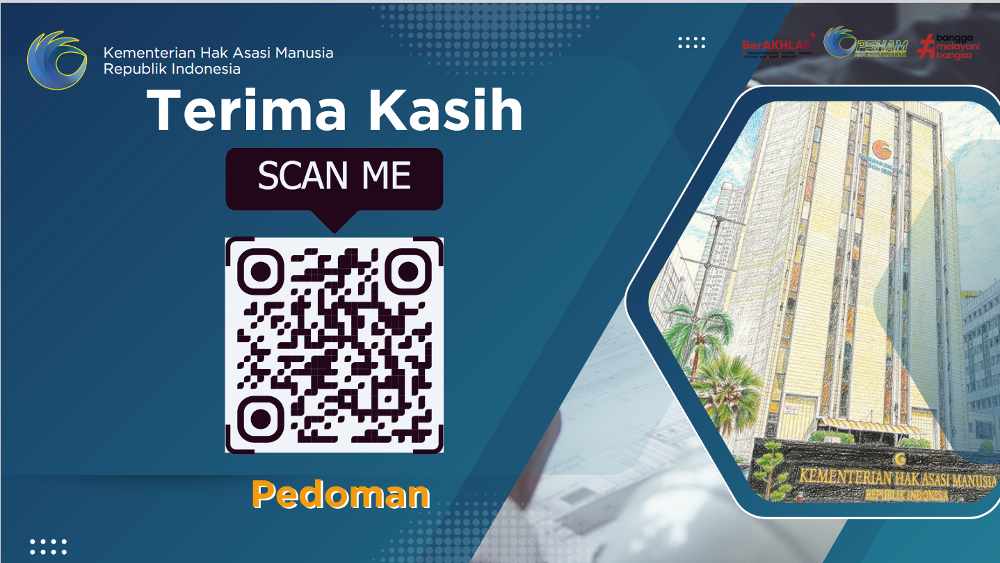 Kementerian Hak Asasi Manusia
Republik Indonesia
BerAKHLAK
PSHAM
#bangga
melayani
bangsa
Terima Kasih
SCAN ME
Pedoman
KEMENTERIAN HAK ASASI MANUSIA
REPUBLIK INDONESIA